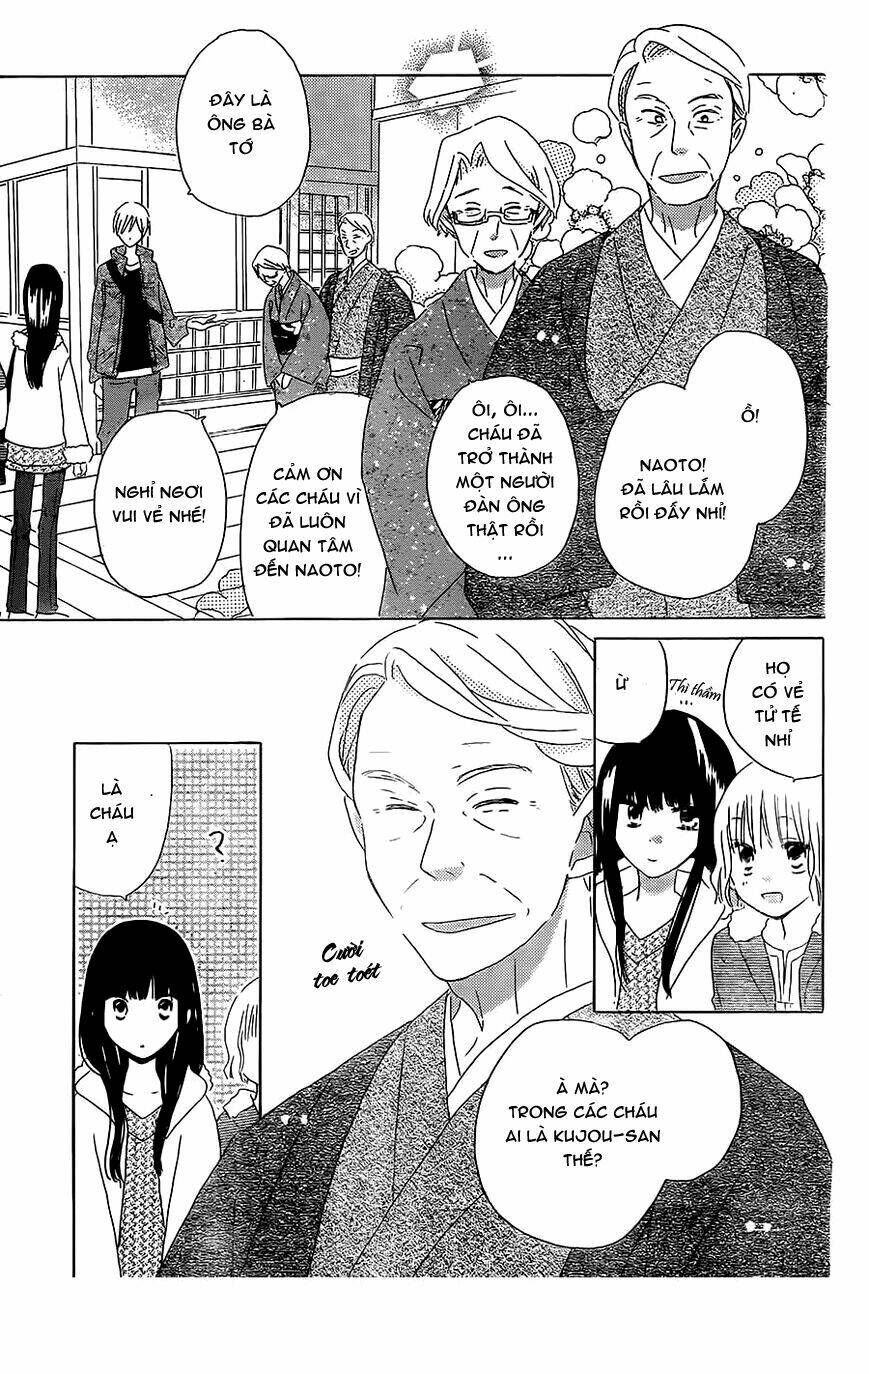 Ồ!
NAOTO!
ĐÃ LÂU LẮM
RỒI ĐẤY NHỈ!
ÔI, ÔI...
CHÁU ĐÃ
TRỞ THÀNH
MỘT NGƯỜI
ĐÀN ÔNG
THẬT RỒI
...
ĐÂY LÀ
ÔNG BÀ
TỚ
CẢM ƠN
CÁC CHÁU VÌ
ĐÃ LUÔN
QUAN TÂM
ĐẾN NAOTO!
NGHỈ NGƠI
VUI VẺ NHÉ!
HỌ
CÓ VẺ
TỬ TẾ
NHỈ
Thì thầm
...
Ừ
Cười
toe toét
À MÀ?
TRONG CÁC CHÁU
AI LÀ KUJOU-SAN
THẾ?
LÀ
CHÁU
Ạ
?